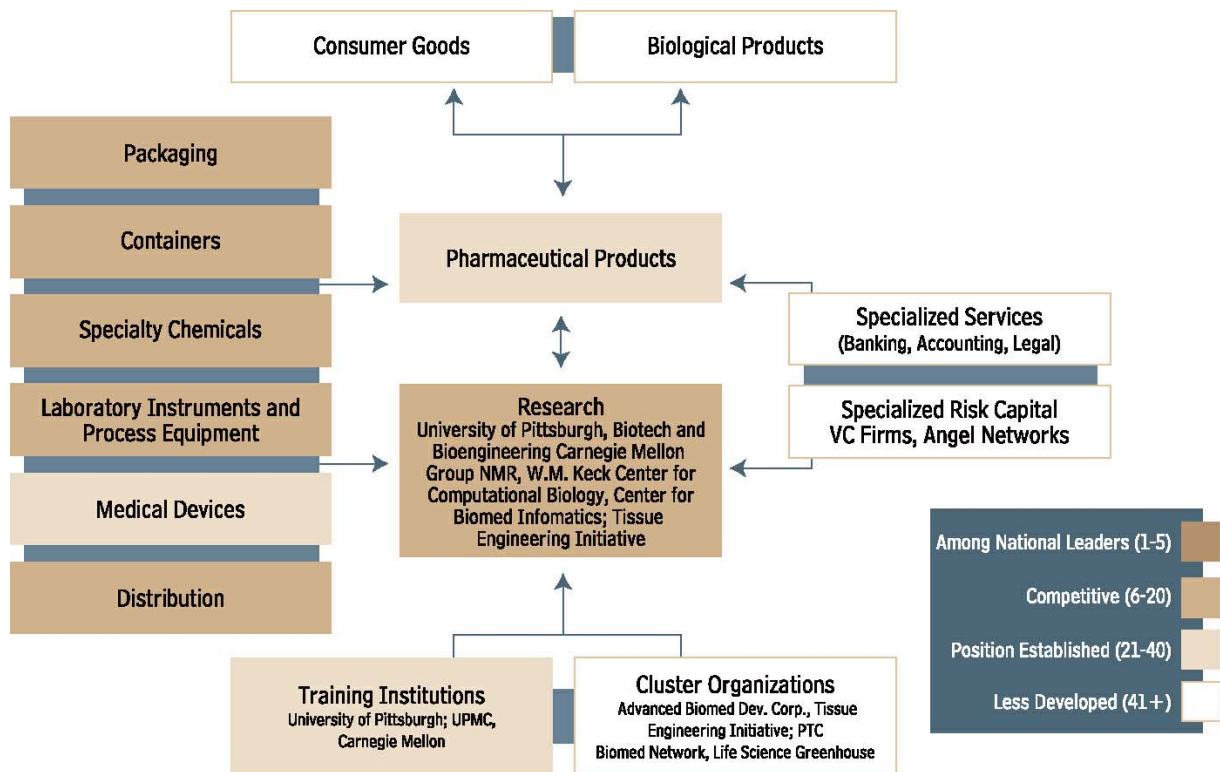 Consumer Goods
Biological Products
Packaging
Containers
Specialty Chemicals
Laboratory Instruments and
Process Equipment
Medical Devices
Distribution
Pharmaceutical Products
Research
University of Pittsburgh, Biotech and
Bioengineering Carnegie Mellon
Group NMR, W.M. Keck Center for
Computational Biology, Center for
Biomed Infomatics; Tissue
Engineering Initiative
Specialized Services
(Banking, Accounting, Legal)
Specialized Risk Capital
VC Firms, Angel Networks
Training Institutions
University of Pittsburgh; UPMC,
Carnegie Mellon
Cluster Organizations
Advanced Biomed Dev. Corp., Tissue
Engineering Initiative; PTC
Biomed Network, Life Science Greenhouse
Among National Leaders (1-5)
Competitive (6-20)
Position Established (21-40)
Less Developed (41+)